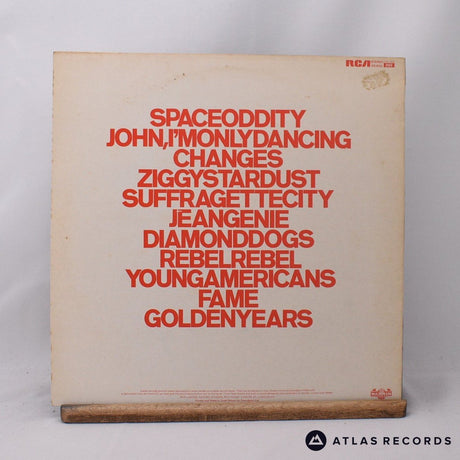 RCA
SPACEODDITY
JOHN,I'MONLYDANCING
CHANGES
ZIGGYSTARDUST
SUFFRAGETTECITY
JEANGENIE
DIAMONDDOGS
REBELREBEL
YOUNGAMERICANS
FAME
GOLDENYEARS
ATLAS RECORDS